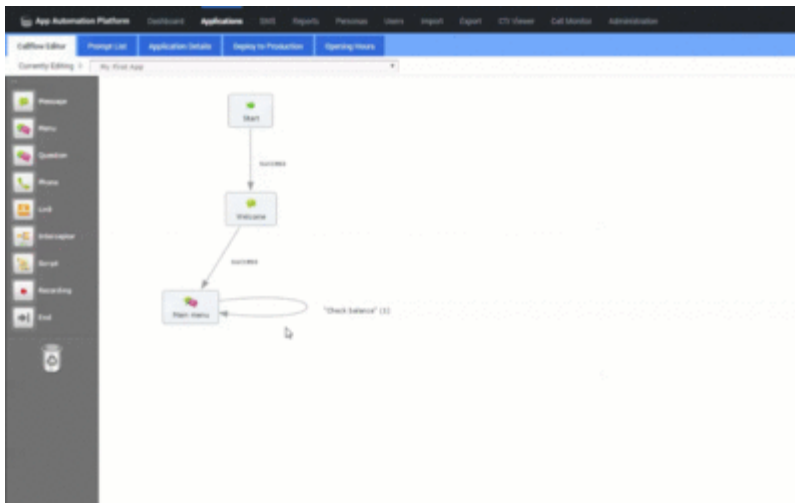 App Automation Platform Dashboard Applications SMS Reports Personas Users Import Export CTI Viewer Call Monitor Administration
Callflow Editor Prompt List Application Details Deploy to Production Opening Hours
Currently Editing My First App
Message
Menu
Question
Phone
Link
Interceptor
Script
Recording
End
Start
success
Welcome
success
Main menu
"Check balance" (1)